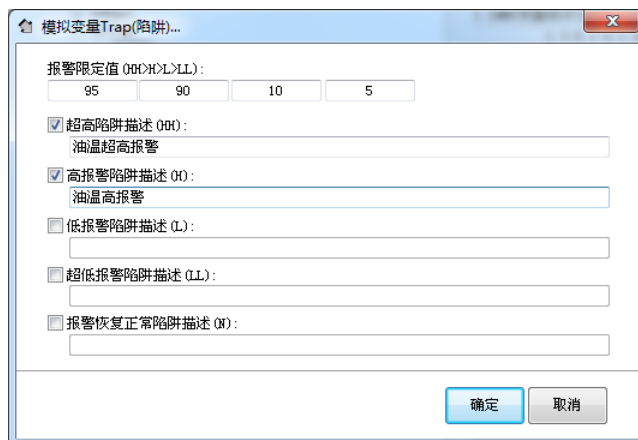 模拟变量Trap(陷阱)...
报警限定值(HH>H>L>LL):
95 90 10 5
超高陷阱描述(HH):
油温超高报警
高报警陷阱描述(H):
油温高报警
低报警陷阱描述(L):
超低报警陷阱描述(LL):
报警恢复正常陷阱描述(N):
确定 取消